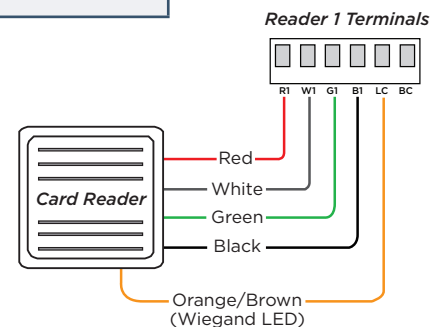 Reader 1 Terminals
R1 W1 G1 B1 LC BC
Red
White
Card Reader
Green
Black
Orange/Brown
(Wiegand LED)